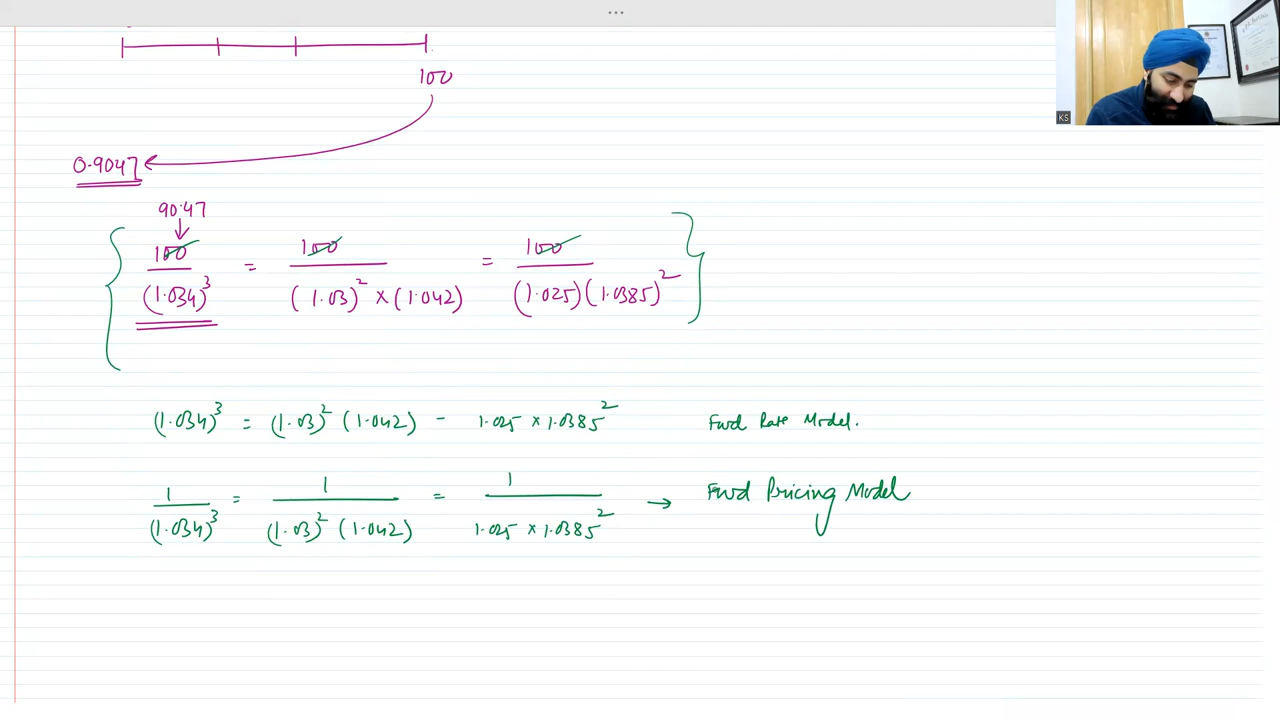 100
0.9047
90.47
100/(1.034)³ = 100/((1.03)² × (1.042)) = 100/((1.025)(1.0385)²)
(1.034)³ = (1.03)² (1.042) - 1.025 × 1.0385² Fwd Rate Model.
1/(1.034)³ = 1/((1.03)² (1.042)) = 1/(1.025 × 1.0385²) → Fwd Pricing Model
KS